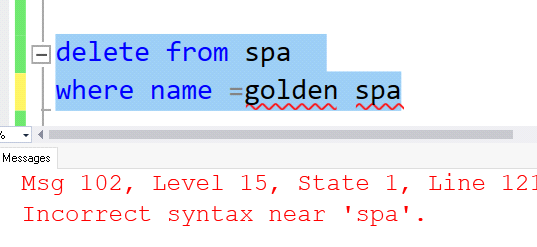 delete from spa
where name =golden spa
%
Messages
Msg 102, Level 15, State 1, Line 121
Incorrect syntax near 'spa'.